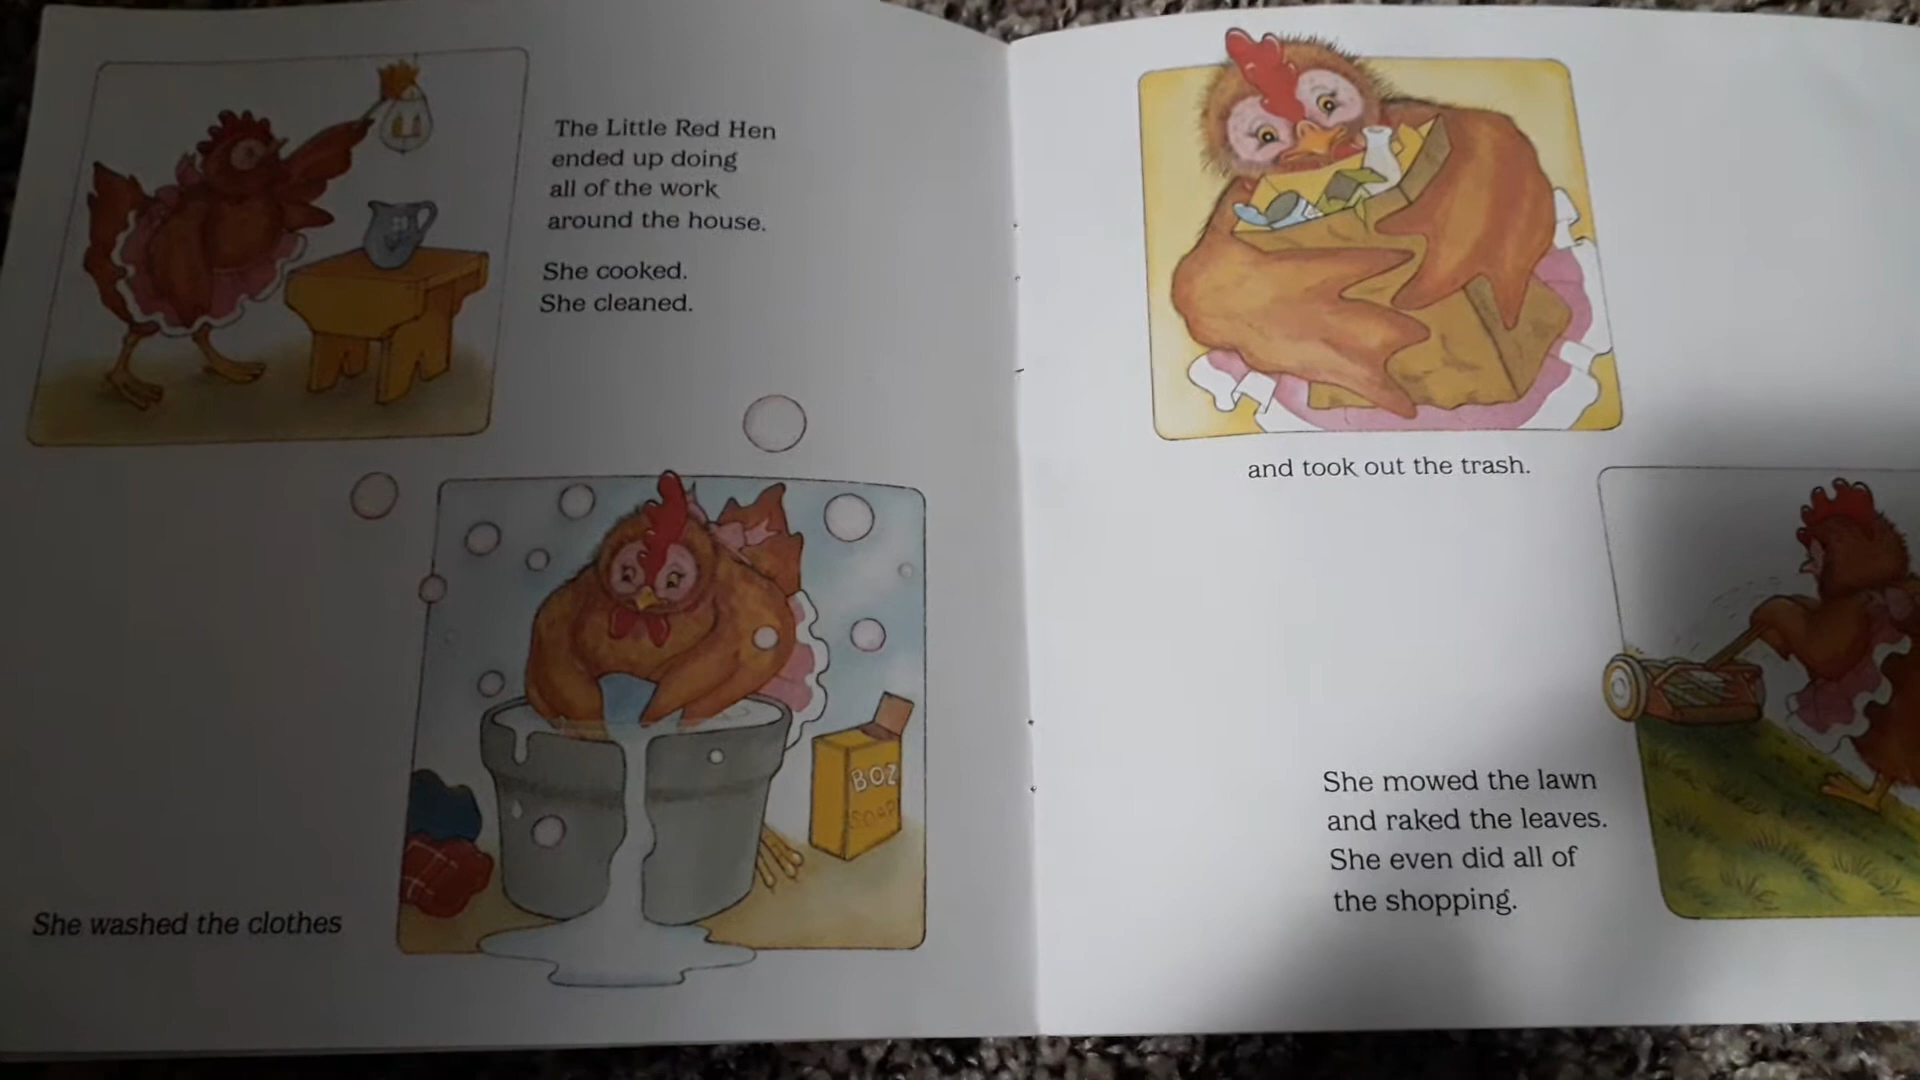 The Little Red Hen
ended up doing
all of the work
around the house.
She cooked.
She cleaned.
BOZ
SOAP
She washed the clothes
and took out the trash.
She mowed the lawn
and raked the leaves.
She even did all of
the shopping.